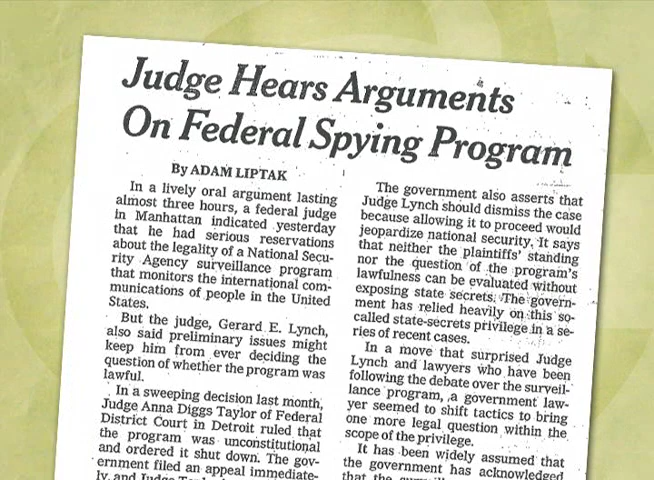 Judge Hears Arguments
On Federal Spying Program
By ADAM LIPTAK
In a lively oral argument lasting
almost three hours, a federal judge
in Manhattan indicated yesterday
that he had serious reservations
about the legality of a National Secu-
rity Agency surveillance program
that monitors the international com-
munications of people in the United
States.
But the judge, Gerard E. Lynch,
also said preliminary issues might
keep him from ever deciding the
question of whether the program was
lawful.
In a sweeping decision last month,
Judge Anna Diggs Taylor of Federal
District Court in Detroit ruled that
the program was unconstitutional
and ordered it shut down. The gov-
ernment filed an appeal immediate-
ly, and Judge
The government also asserts that
Judge Lynch should dismiss the case
because allowing it to proceed would
jeopardize national security. It says
that neither the plaintiffs' standing
nor the question of the program's
lawfulness can be evaluated without
exposing state secrets. The govern-
ment has relied heavily on this so-
called state-secrets privilege in a se-
ries of recent cases.
In a move that surprised Judge
Lynch and lawyers who have been
following the debate over the surveil-
lance program, a government law-
yer seemed to shift tactics to bring
one more legal question within the
scope of the privilege.
It has been widely assumed that
the government has acknowledged
that the